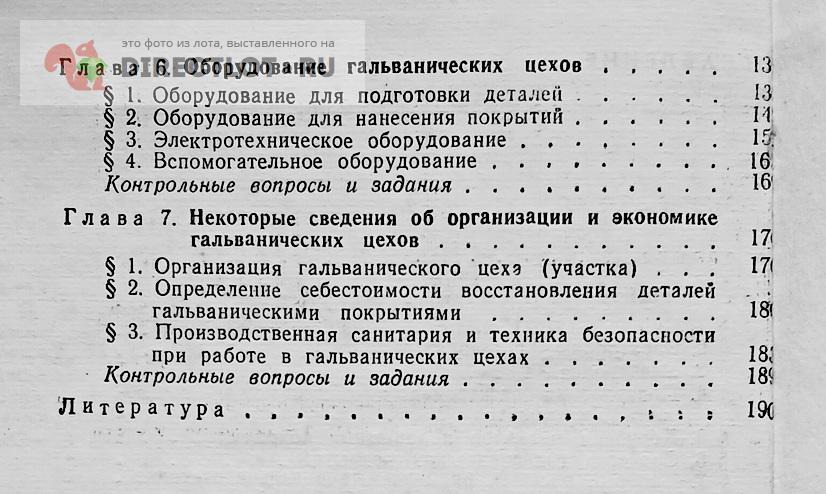 это фото из лота, выставленного на
DIRECTLOT.RU
Глава 6. Оборудование гальванических цехов . . . . . 13
§ 1. Оборудование для подготовки деталей . . . . . . 13
§ 2. Оборудование для нанесения покрытий . . . . . . 14
§ 3. Электротехническое оборудование . . . . . . . . 15
§ 4. Вспомогательное оборудование . . . . . . . . . 16
Контрольные вопросы и задания . . . . . . . . . . 16
Глава 7. Некоторые сведения об организации и экономике
гальванических цехов . . . . . . . . . . . 17
§ 1. Организация гальванического цеха (участка) . . . 17
§ 2. Определение себестоимости восстановления деталей
гальваническими покрытиями . . . . . . . . . 18
§ 3. Производственная санитария и техника безопасности
при работе в гальванических цехах . . . . . . . 18
Контрольные вопросы и задания . . . . . . . . . . 189
Литература . . . . . . . . . . . . . . . . . . 190